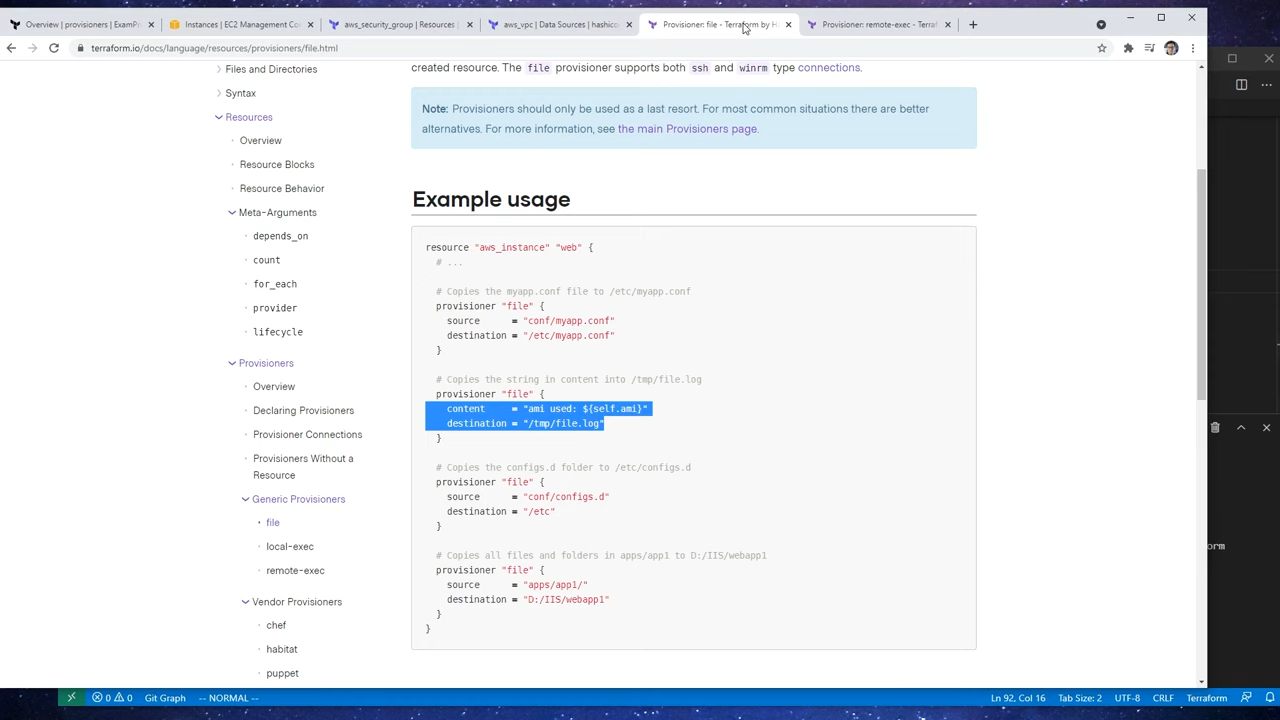 Overview | providers | ExamPr
Instances | EC2 Management Co
aws_security_group | Resources |
aws_vpc | Data Sources | hashico
Provisioner: file - Terraform by H
Provisioner: remote-exec - Terraf
terraform.io/docs/language/resources/provisioners/file.html
Files and Directories
Syntax
Resources
Overview
Resource Blocks
Resource Behavior
Meta-Arguments
depends_on
count
for_each
provider
lifecycle
Provisioners
Overview
Declaring Provisioners
Provisioner Connections
Provisioners Without a
Resource
Generic Provisioners
file
local-exec
remote-exec
Vendor Provisioners
chef
habitat
puppet
created resource. The file provisioner supports both ssh and winrm type connections.
Note: Provisioners should only be used as a last resort. For most common situations there are better
alternatives. For more information, see the main Provisioners page.
Example usage
resource "aws_instance" "web" {
# ...
# Copies the myapp.conf file to /etc/myapp.conf
provisioner "file" {
source = "conf/myapp.conf"
destination = "/etc/myapp.conf"
}
# Copies the string in content into /tmp/file.log
provisioner "file" {
content = "ami used: ${self.ami}"
destination = "/tmp/file.log"
}
# Copies the configs.d folder to /etc/configs.d
provisioner "file" {
source = "conf/configs.d"
destination = "/etc"
}
# Copies all files and folders in apps/app1 to D:/IIS/webapp1
provisioner "file" {
source = "apps/app1/"
destination = "D:/IIS/webapp1"
}
}
orm
0 0 Git Graph -- NORMAL -- Ln 92, Col 16 Tab Size: 2 UTF-8 CRLF Terraform